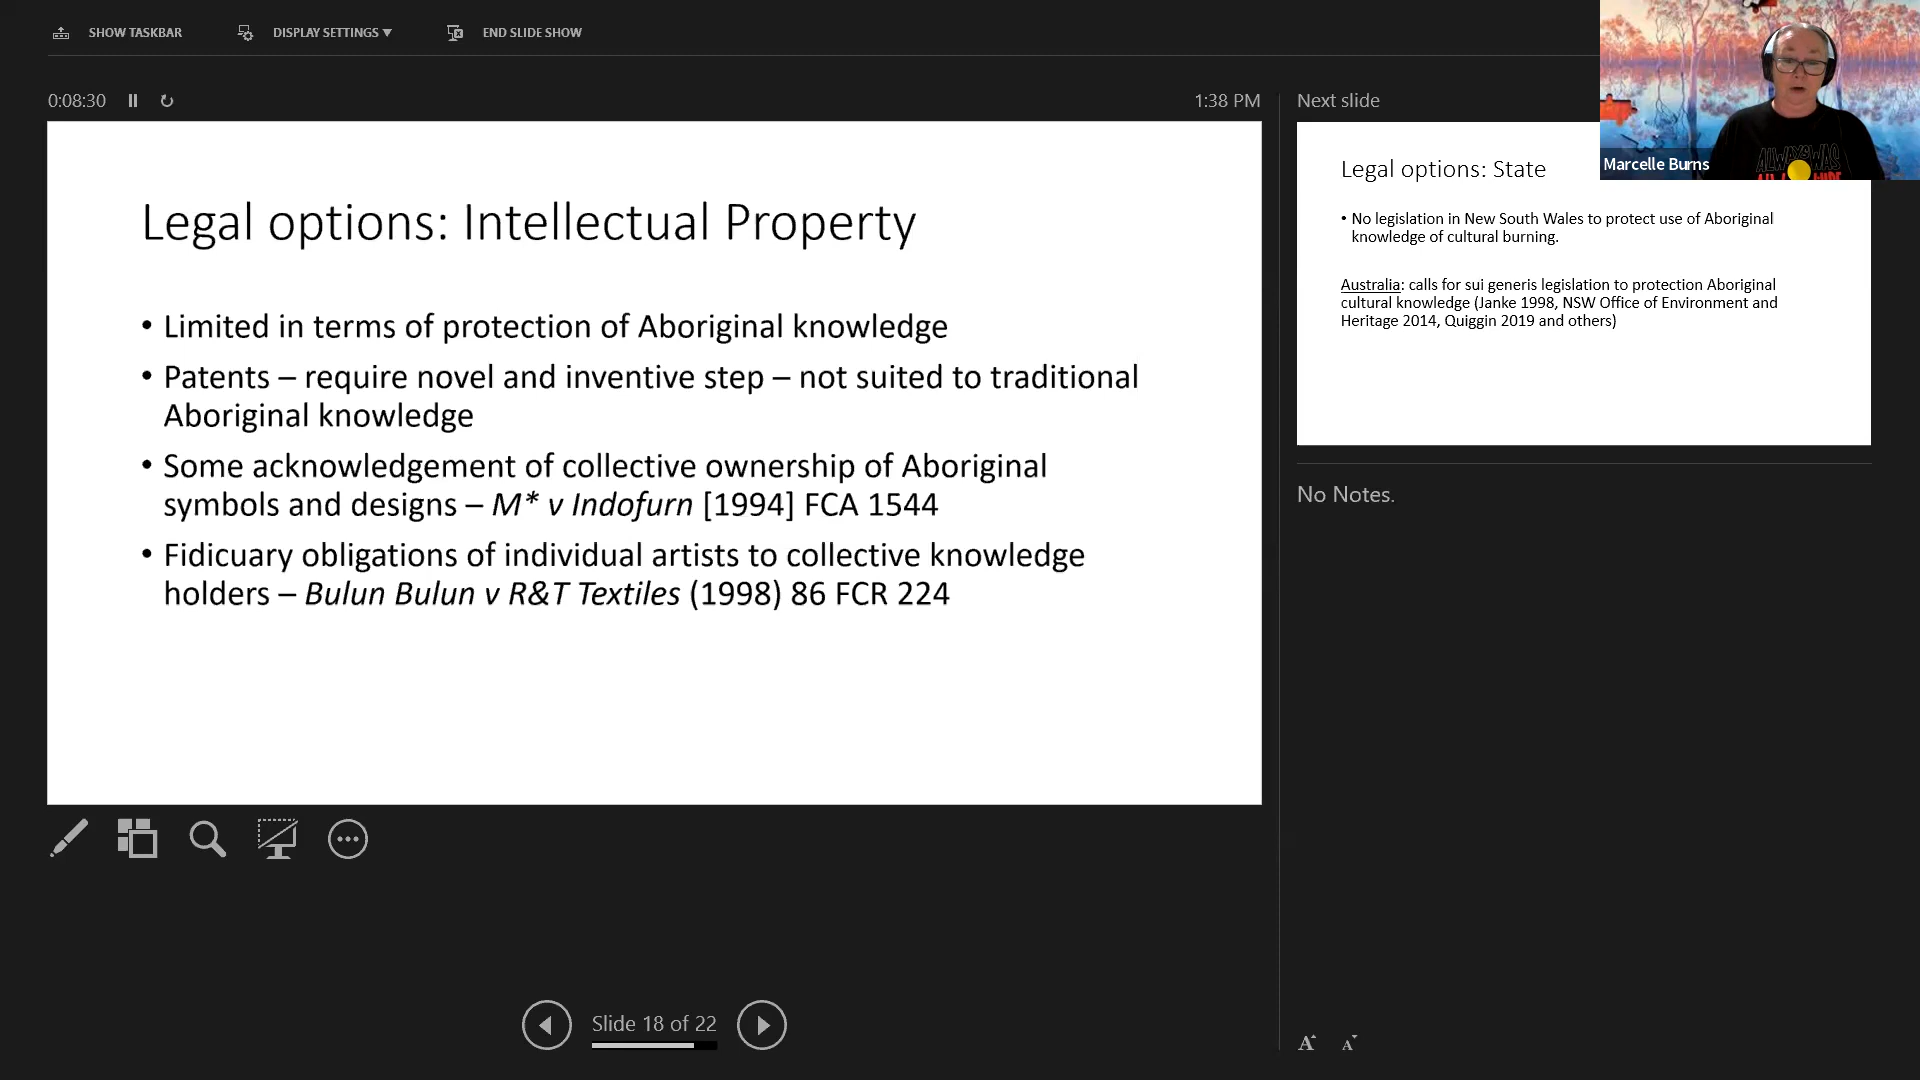 SHOW TASKBAR
DISPLAY SETTINGS ▼
END SLIDE SHOW
0:08:30
1:38 PM
Legal options: Intellectual Property
• Limited in terms of protection of Aboriginal knowledge
• Patents – require novel and inventive step – not suited to traditional
Aboriginal knowledge
• Some acknowledgement of collective ownership of Aboriginal
symbols and designs – M* v Indofurn [1994] FCA 1544
• Fidicuary obligations of individual artists to collective knowledge
holders – Bulun Bulun v R&T Textiles (1998) 86 FCR 224
Slide 18 of 22
Next slide
Legal options: State
• No legislation in New South Wales to protect use of Aboriginal
knowledge of cultural burning.
Australia: calls for sui generis legislation to protection Aboriginal
cultural knowledge (Janke 1998, NSW Office of Environment and
Heritage 2014, Quiggin 2019 and others)
No Notes.
A A
Marcelle Burns
ALWAYS WAS